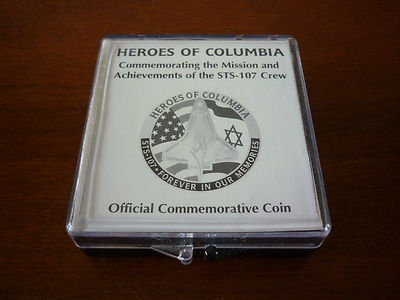 HEROES OF COLUMBIA
Commemorating the Mission and
Achievements of the STS-107 Crew
HEROES OF COLUMBIA
STS-107 • FOREVER IN OUR MEMORIES
Official Commemorative Coin